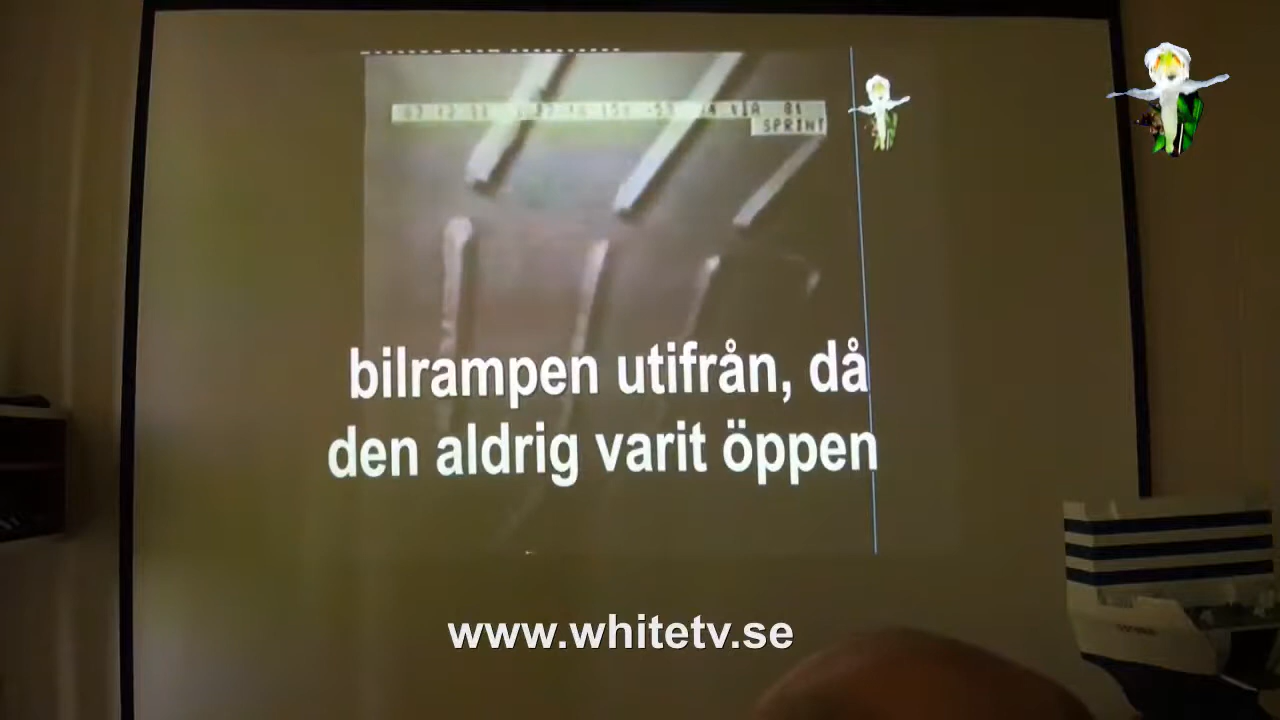 SPRINT
bilrampen utifrån, då
den aldrig varit öppen
www.whitetv.se